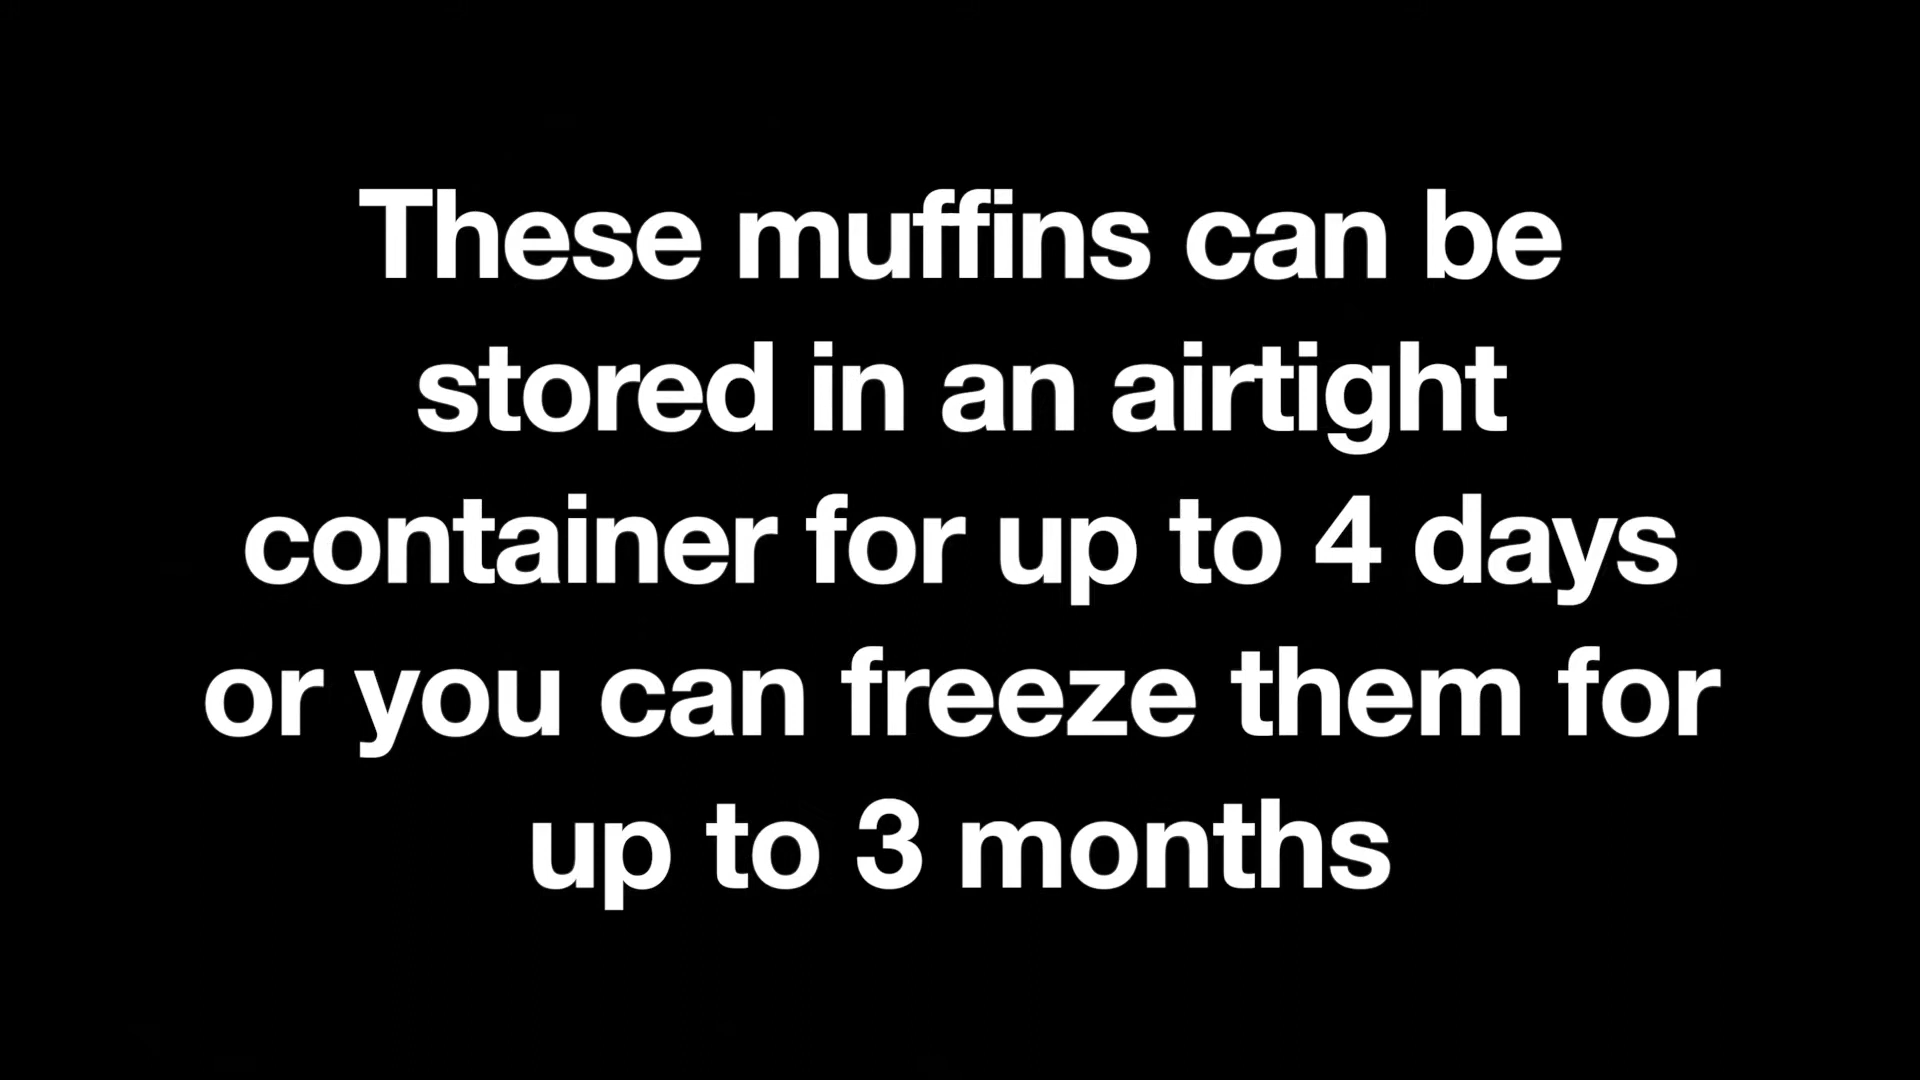 These muffins can be
stored in an airtight
container for up to 4 days
or you can freeze them for
up to 3 months